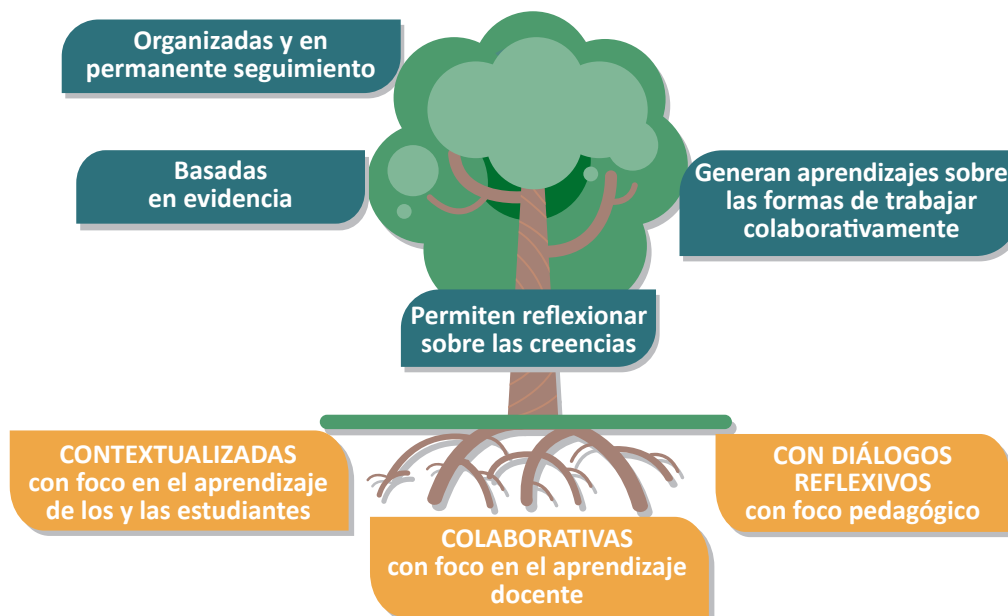 Organizadas y en
permanente seguimiento
Basadas
en evidencia
Generan aprendizajes sobre
las formas de trabajar
colaborativamente
Permiten reflexionar
sobre las creencias
CONTEXTUALIZADAS
con foco en el aprendizaje
de los y las estudiantes
COLABORATIVAS
con foco en el aprendizaje
docente
CON DIÁLOGOS
REFLEXIVOS
con foco pedagógico